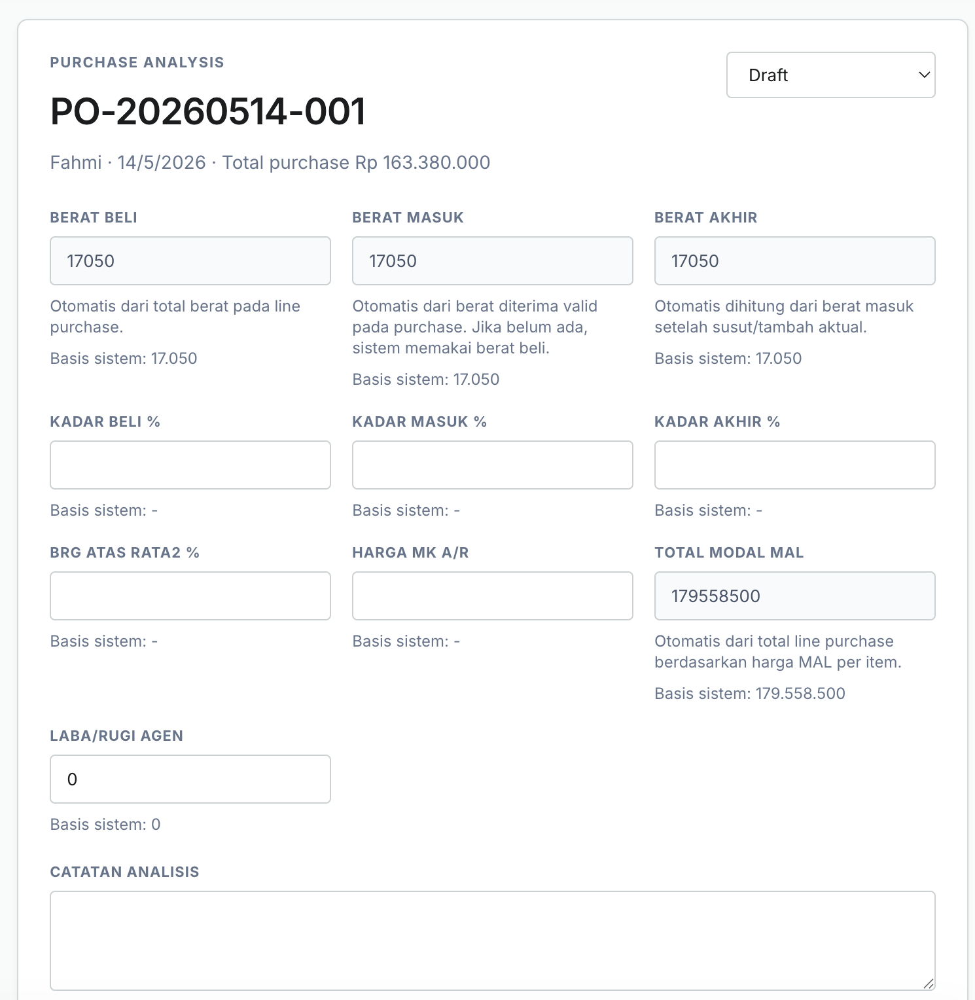 PURCHASE ANALYSIS
Draft
PO-20260514-001
Fahmi · 14/5/2026 · Total purchase Rp 163.380.000
BERAT BELI
17050
Otomatis dari total berat pada line
purchase.
Basis sistem: 17.050
BERAT MASUK
17050
Otomatis dari berat diterima valid
pada purchase. Jika belum ada,
sistem memakai berat beli.
Basis sistem: 17.050
BERAT AKHIR
17050
Otomatis dihitung dari berat masuk
setelah susut/tambah aktual.
Basis sistem: 17.050
KADAR BELI %
Basis sistem: -
KADAR MASUK %
Basis sistem: -
KADAR AKHIR %
Basis sistem: -
BRG ATAS RATA2 %
Basis sistem: -
HARGA MK A/R
Basis sistem: -
TOTAL MODAL MAL
179558500
Otomatis dari total line purchase
berdasarkan harga MAL per item.
Basis sistem: 179.558.500
LABA/RUGI AGEN
0
Basis sistem: 0
CATATAN ANALISIS